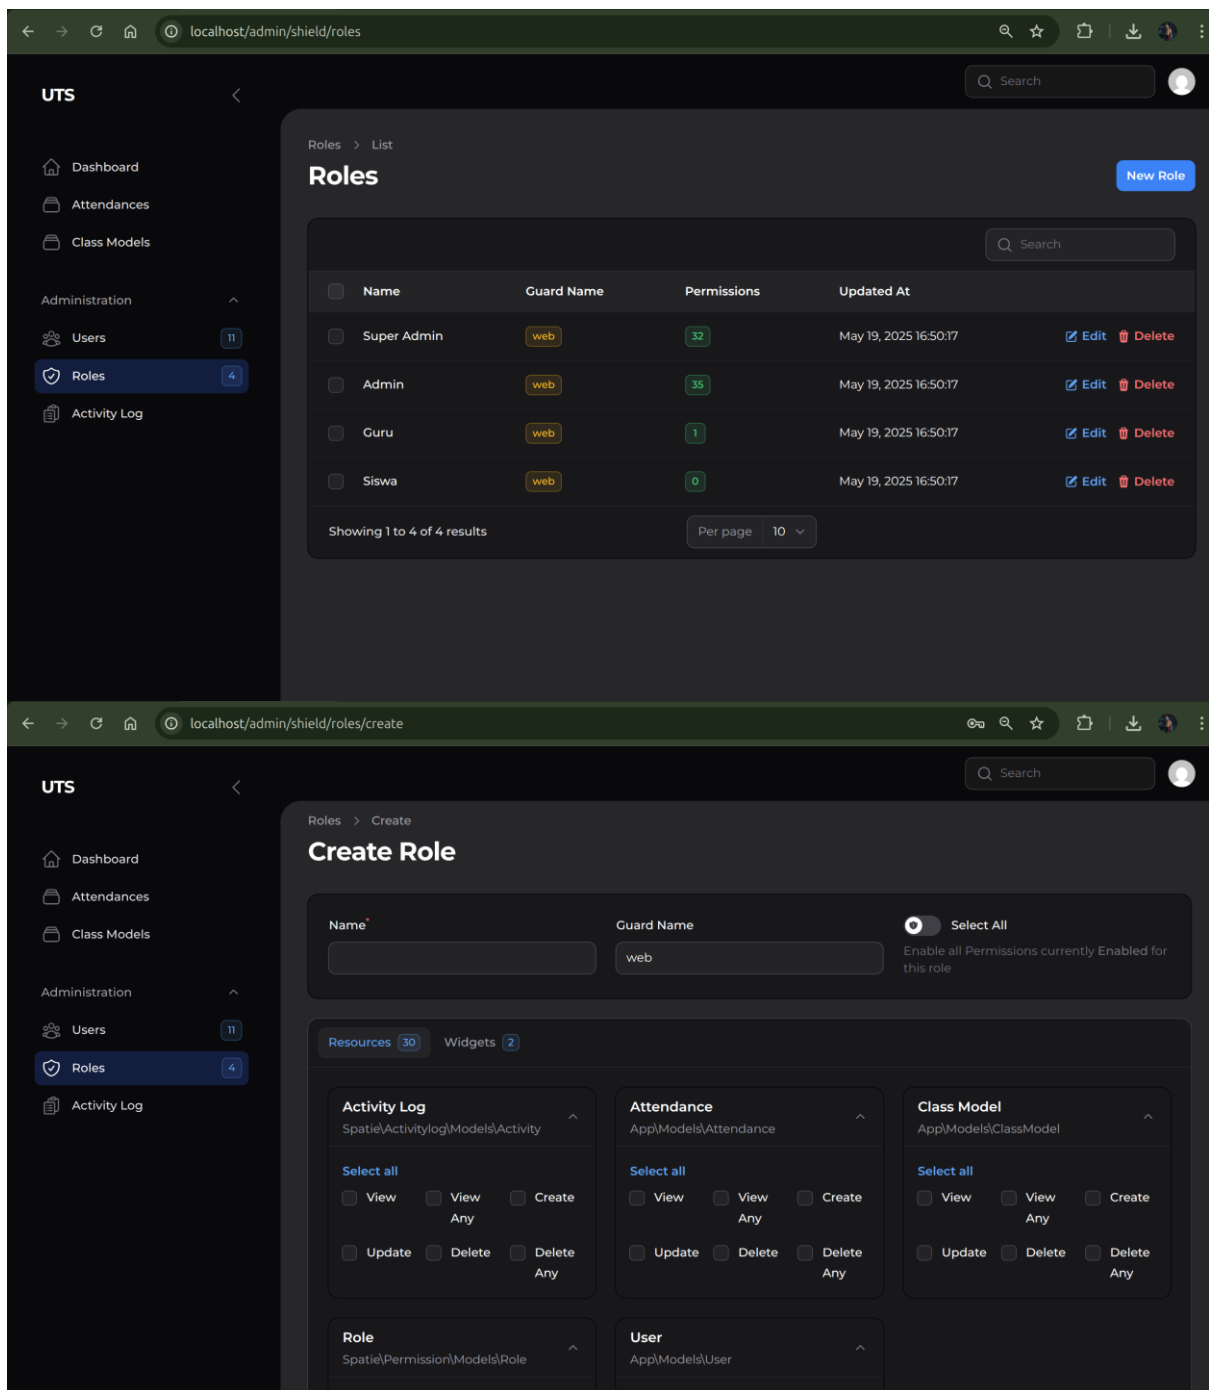 localhost/admin/shield/roles
UTS
Search
Dashboard
Attendances
Class Models
Administration
Users 11
Roles 4
Activity Log
Roles > List
Roles
New Role
Search
Name Guard Name Permissions Updated At
Super Admin web 32 May 19, 2025 16:50:17 Edit Delete
Admin web 35 May 19, 2025 16:50:17 Edit Delete
Guru web 1 May 19, 2025 16:50:17 Edit Delete
Siswa web 0 May 19, 2025 16:50:17 Edit Delete
Showing 1 to 4 of 4 results
Per page 10
localhost/admin/shield/roles/create
UTS
Search
Dashboard
Attendances
Class Models
Administration
Users 11
Roles 4
Activity Log
Roles > Create
Create Role
Name*
Guard Name
web
Select All
Enable all Permissions currently Enabled for
this role
Resources 30 Widgets 2
Activity Log
Spatie\Activitylog\Models\Activity
Select all
View View Any Create
Update Delete Delete Any
Attendance
App\Models\Attendance
Select all
View View Any Create
Update Delete Delete Any
Class Model
App\Models\ClassModel
Select all
View View Any Create
Update Delete Delete Any
Role
Spatie\Permission\Models\Role
User
App\Models\User